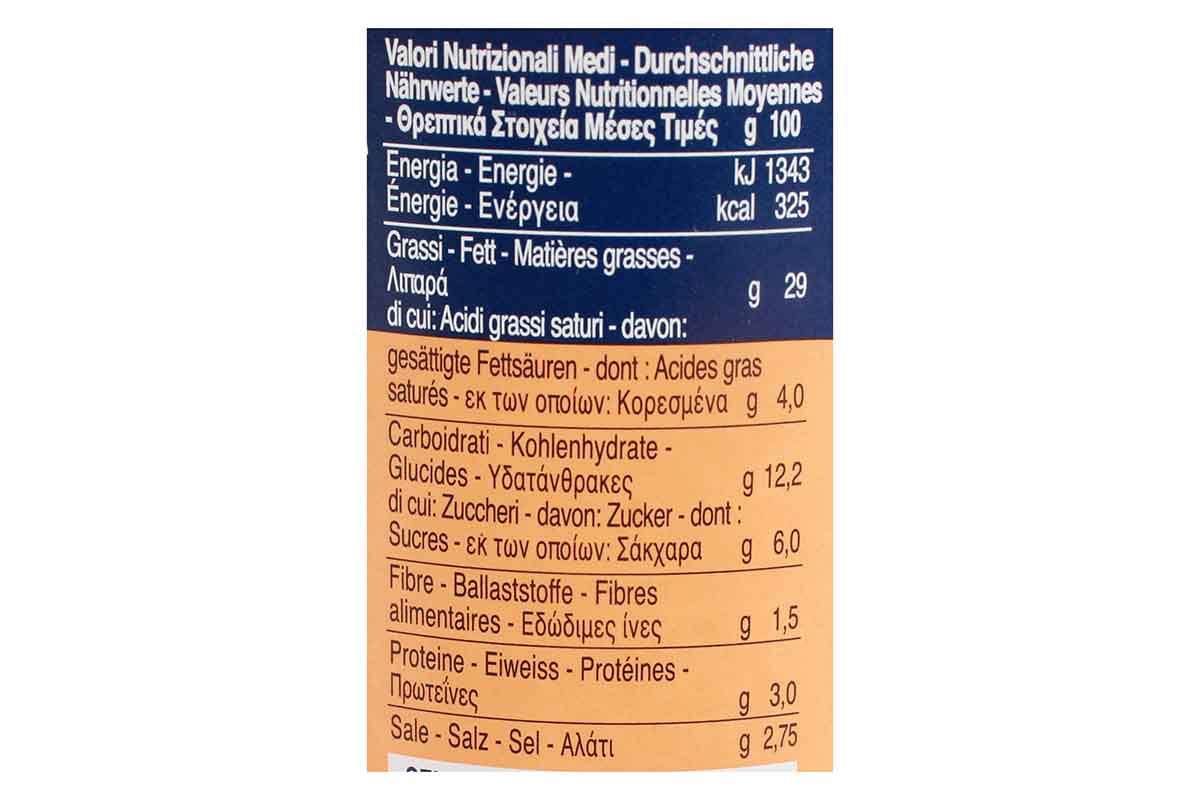 Valori Nutrizionali Medi - Durchschnittliche
Nährwerte - Valeurs Nutritionnelles Moyennes
- Θρεπτικά Στοιχεία Μέσες Τιμές g 100
Energia - Energie - kJ 1343
Énergie - Ενέργεια kcal 325
Grassi - Fett - Matières grasses -
Λιπαρά g 29
di cui: Acidi grassi saturi - davon:
gesättigte Fettsäuren - dont : Acides gras
saturés - εκ των οποίων: Κορεσμένα g 4,0
Carboidrati - Kohlenhydrate -
Glucides - Υδατάνθρακες g 12,2
di cui: Zuccheri - davon: Zucker - dont :
Sucres - εκ των οποίων: Σάκχαρα g 6,0
Fibre - Ballaststoffe - Fibres
alimentaires - Εδώδιμες ίνες g 1,5
Proteine - Eiweiss - Protéines -
Πρωτεΐνες g 3,0
Sale - Salz - Sel - Αλάτι g 2,75